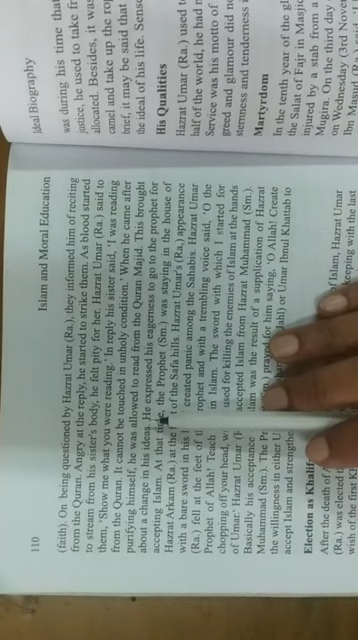 110 Islam and Moral Education
(faith). On being questioned by Hazrat Umar (Ra.), they informed him of reciting
from the Quran. Angry at the reply, he started to strike them. As blood started
to stream from his sister's body, he felt pity for her. Hazrat Umar (Ra.) said to
them, 'Show me what you were reading.' In reply his sister said, 'I was reading
from the Quran. It cannot be touched in unholy condition.' When he came after
purifying himself, he was allowed to read from the Quran Majid. This brought
about a change in his ideas. He expressed his eagerness to go to the prophet for
accepting Islam. At that time, the Prophet (Sm.) was staying in the house of
Hazrat Arkam (Ra.) at the of the Safa hills. Hazrat Umar's (Ra.) appearance
with a bare sword in his created panic among the Sahabis. Hazrat Umar
(Ra.) fell at the feet of rophet and with a trembling voice said, 'O the
Prophet of Allah! Teach in Islam. The sword which I started for
chopping off your head, used for killing the enemies of Islam at the hands
of Umar.' Hazrat Umar accepted Islam from Hazrat Muhammad (Sm.).
Basically his acceptance lam was the result of a supplication of Hazrat
Muhammad (Sm.). The prayed for him saying, 'O Allah! Create
the willingness in either or Umar Ibnul Khattab to
accept Islam and strengthe
Election as Khalif
After the death of of Islam, Hazrat Umar
(Ra.) was elected keeping with the last
wish of the first
Ideal Biography
was during his time that
justice, he used to take
allocated. Besides, it was
camel and take up the
brief, it may be said that
the ideal of his life.
His Qualities
Hazrat Umar (Ra.) used
half of the world, he had
Service was his motto of
greed and glamour did
sternness and tenderness
Martyrdom
In the tenth year of the
the Salat of Fajr in Masjid
injured by a stab from a
Mugira. On the third day
on Wednesday (3rd
Ibn Masud (Ra.) said